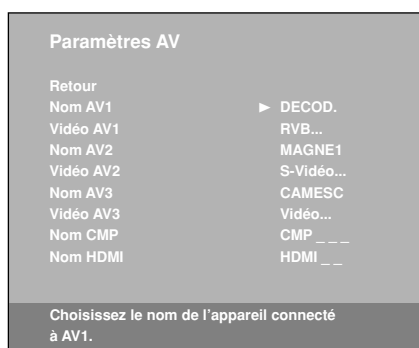 Paramètres AV
Retour
Nom AV1 ► DECOD.
Vidéo AV1 RVB...
Nom AV2 MAGNE1
Vidéo AV2 S-Vidéo...
Nom AV3 CAMESC
Vidéo AV3 Vidéo...
Nom CMP CMP _ _ _
Nom HDMI HDMI _ _
Choisissez le nom de l'appareil connecté
à AV1.